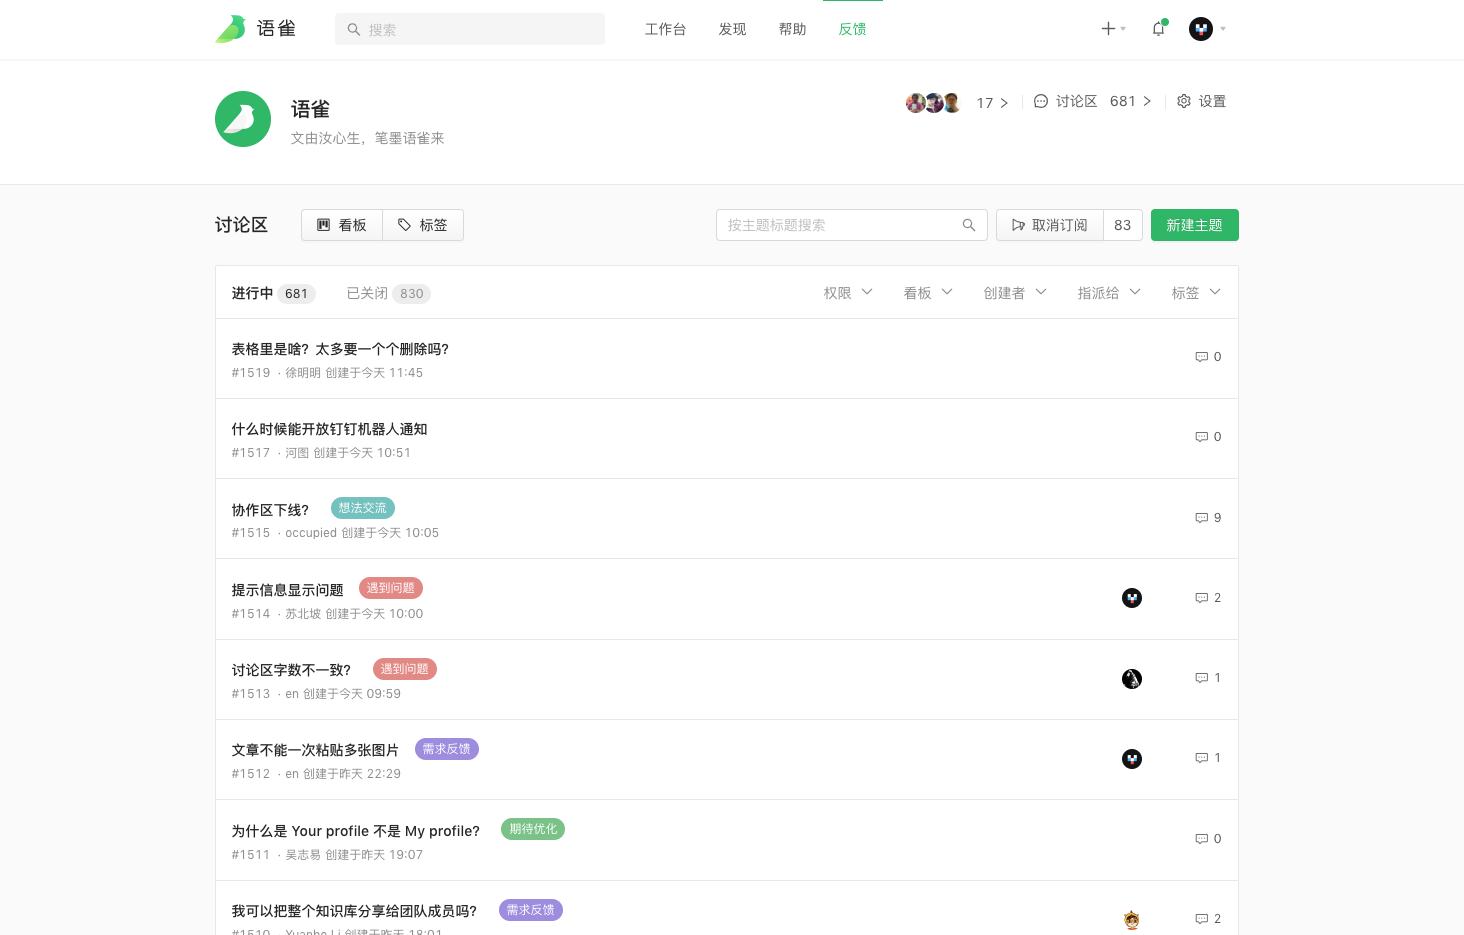 语雀 搜索 工作台 发现 帮助 反馈
语雀 17 讨论区 681 设置
文由汝心生，笔墨语雀来
讨论区 看板 标签 按主题标题搜索 取消订阅 83 新建主题
进行中 681 已关闭 830 权限 看板 创建者 指派给 标签
表格里是啥？太多要一个个删除吗? 0
#1519 · 徐明明 创建于今天 11:45
什么时候能开放钉钉机器人通知 0
#1517 · 河图 创建于今天 10:51
协作区下线? 想法交流 9
#1515 · occupied 创建于今天 10:05
提示信息显示问题 遇到问题 2
#1514 · 苏北坡 创建于今天 10:00
讨论区字数不一致? 遇到问题 1
#1513 · en 创建于今天 09:59
文章不能一次粘贴多张图片 需求反馈 1
#1512 · en 创建于昨天 22:29
为什么是 Your profile 不是 My profile? 期待优化 0
#1511 · 吴志易 创建于昨天 19:07
我可以把整个知识库分享给团队成员吗? 需求反馈 2
#1510 · Yuanbo Li 创建于昨天 18:01